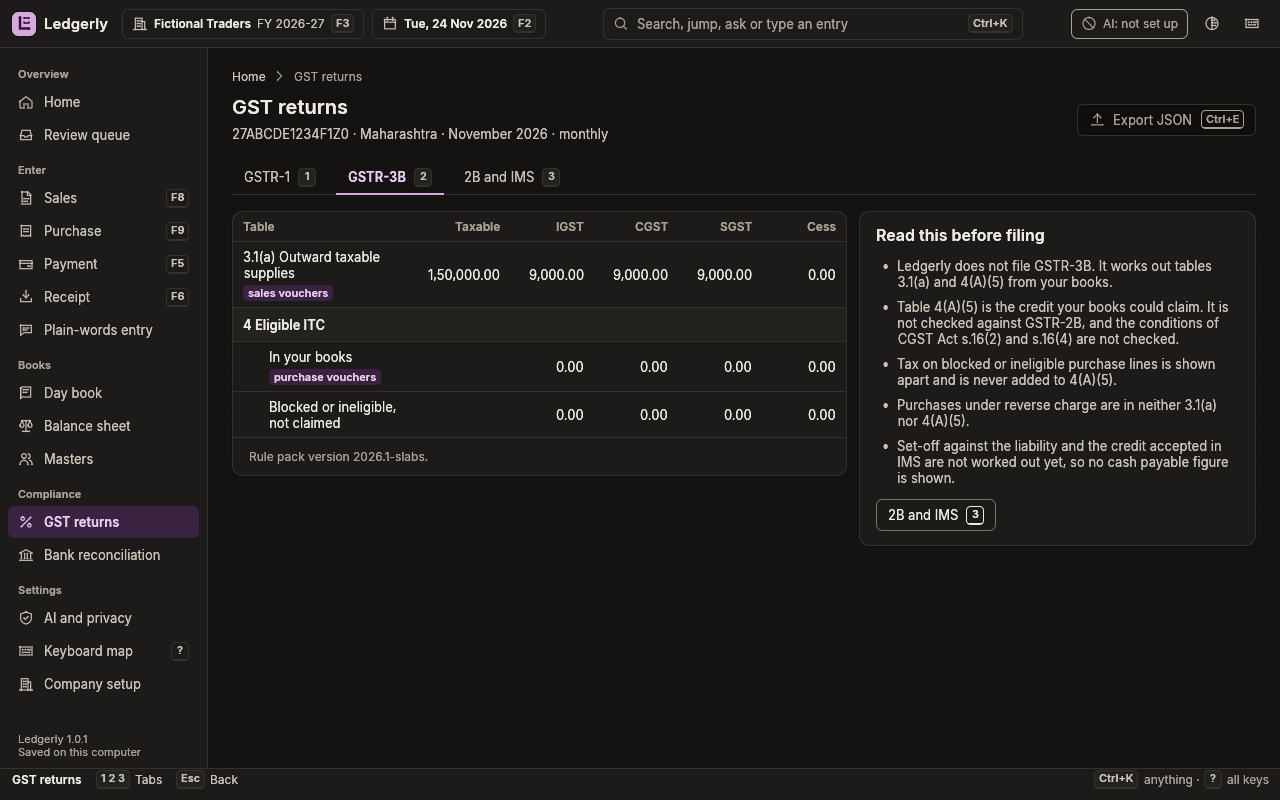 Ledgerly
Fictional Traders FY 2026-27 F3
Tue, 24 Nov 2026 F2
Search, jump, ask or type an entry Ctrl+K
AI: not set up
Overview
Home
Review queue
Enter
Sales F8
Purchase F9
Payment F5
Receipt F6
Plain-words entry
Books
Day book
Balance sheet
Masters
Compliance
GST returns
Bank reconciliation
Settings
AI and privacy
Keyboard map ?
Company setup
Ledgerly 1.0.1
Saved on this computer
Home > GST returns
GST returns
27ABCDE1234F1Z0 · Maharashtra · November 2026 · monthly
Export JSON Ctrl+E
GSTR-1 1 GSTR-3B 2 2B and IMS 3
Table Taxable IGST CGST SGST Cess
3.1(a) Outward taxable
supplies 1,50,000.00 9,000.00 9,000.00 9,000.00 0.00
sales vouchers
4 Eligible ITC
In your books 0.00 0.00 0.00 0.00
purchase vouchers
Blocked or ineligible,
not claimed 0.00 0.00 0.00 0.00
Rule pack version 2026.1-slabs.
Read this before filing
• Ledgerly does not file GSTR-3B. It works out tables
3.1(a) and 4(A)(5) from your books.
• Table 4(A)(5) is the credit your books could claim. It is
not checked against GSTR-2B, and the conditions of
CGST Act s.16(2) and s.16(4) are not checked.
• Tax on blocked or ineligible purchase lines is shown
apart and is never added to 4(A)(5).
• Purchases under reverse charge are in neither 3.1(a)
nor 4(A)(5).
• Set-off against the liability and the credit accepted in
IMS are not worked out yet, so no cash payable figure
is shown.
2B and IMS 3
GST returns 1 2 3 Tabs Esc Back
Ctrl+K anything · ? all keys